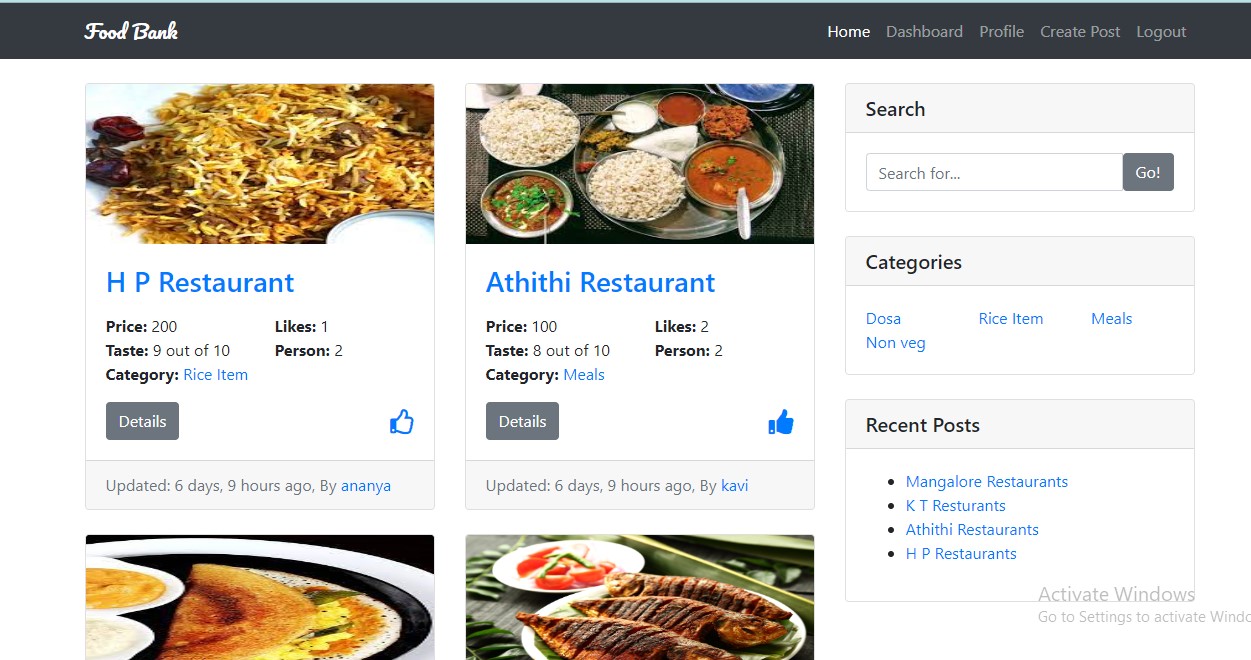 Food Bank
Home Dashboard Profile Create Post Logout
H P Restaurant
Price: 200 Likes: 1
Taste: 9 out of 10 Person: 2
Category: Rice Item
Details
Updated: 6 days, 9 hours ago, By ananya
Athithi Restaurant
Price: 100 Likes: 2
Taste: 8 out of 10 Person: 2
Category: Meals
Details
Updated: 6 days, 9 hours ago, By kavi
Search
Search for... Go!
Categories
Dosa Rice Item Meals
Non veg
Recent Posts
Mangalore Restaurants
K T Resturants
Athithi Restaurants
H P Restaurants
Activate Windows
Go to Settings to activate